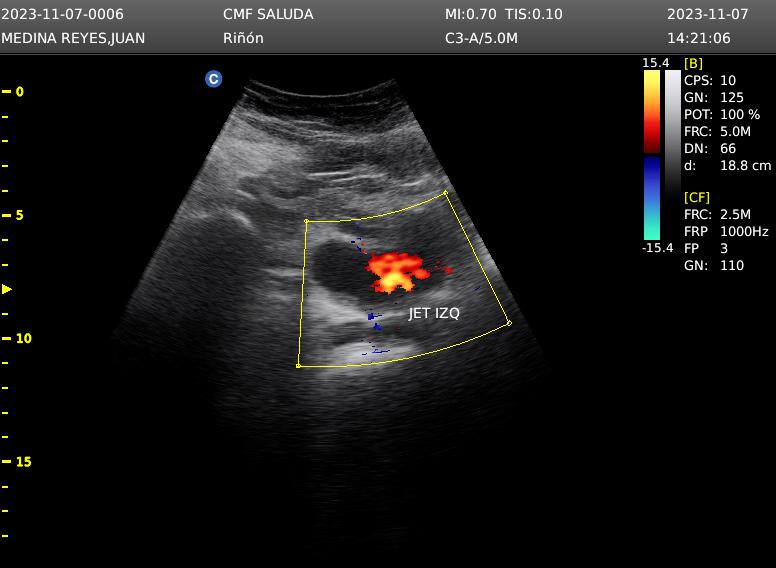 2023-11-07-0006 CMF SALUDA MI:0.70 TIS:0.10 2023-11-07
MEDINA REYES,JUAN Riñón C3-A/5.0M 14:21:06
C
15.4 [B]
CPS: 10
GN: 125
POT: 100 %
FRC: 5.0M
DN: 66
d: 18.8 cm
[CF]
FRC: 2.5M
FRP 1000Hz
-15.4 FP 3
GN: 110
0
5
10
15
JET IZQ